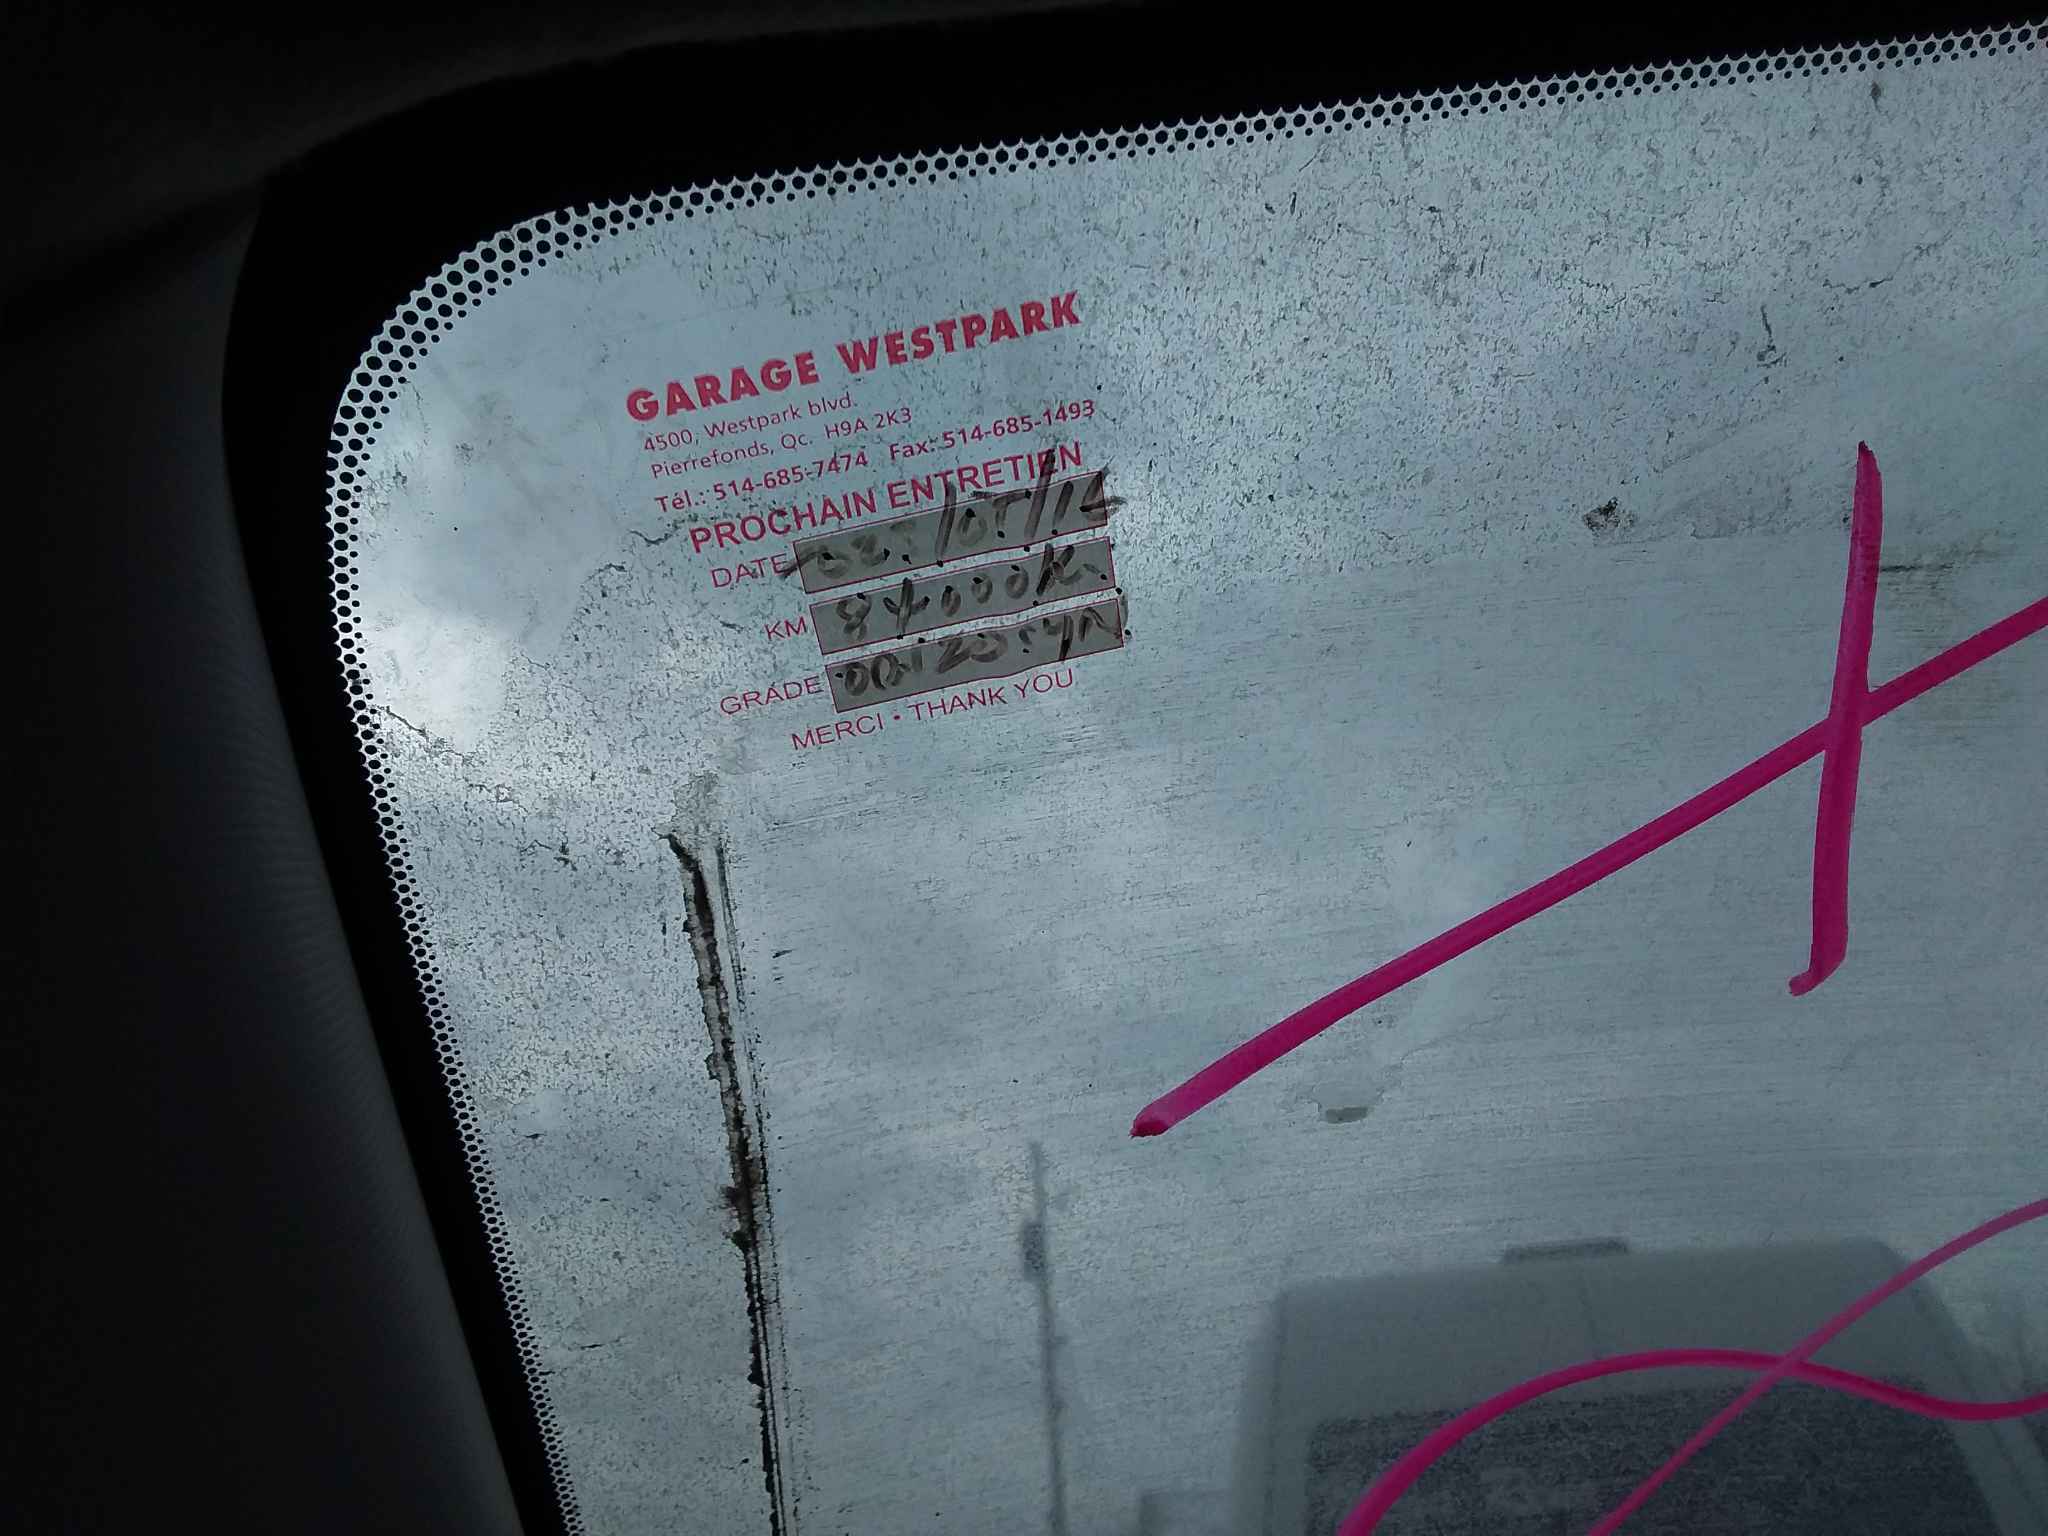 GARAGE WESTPARK
4500, Westpark blvd.
Pierrefonds, Qc. H9A 2K3
Tél.: 514-685-7474 Fax: 514-685-1493
PROCHAIN ENTRETIEN
DATE
KM 84000K
GRADE
MERCI • THANK YOU